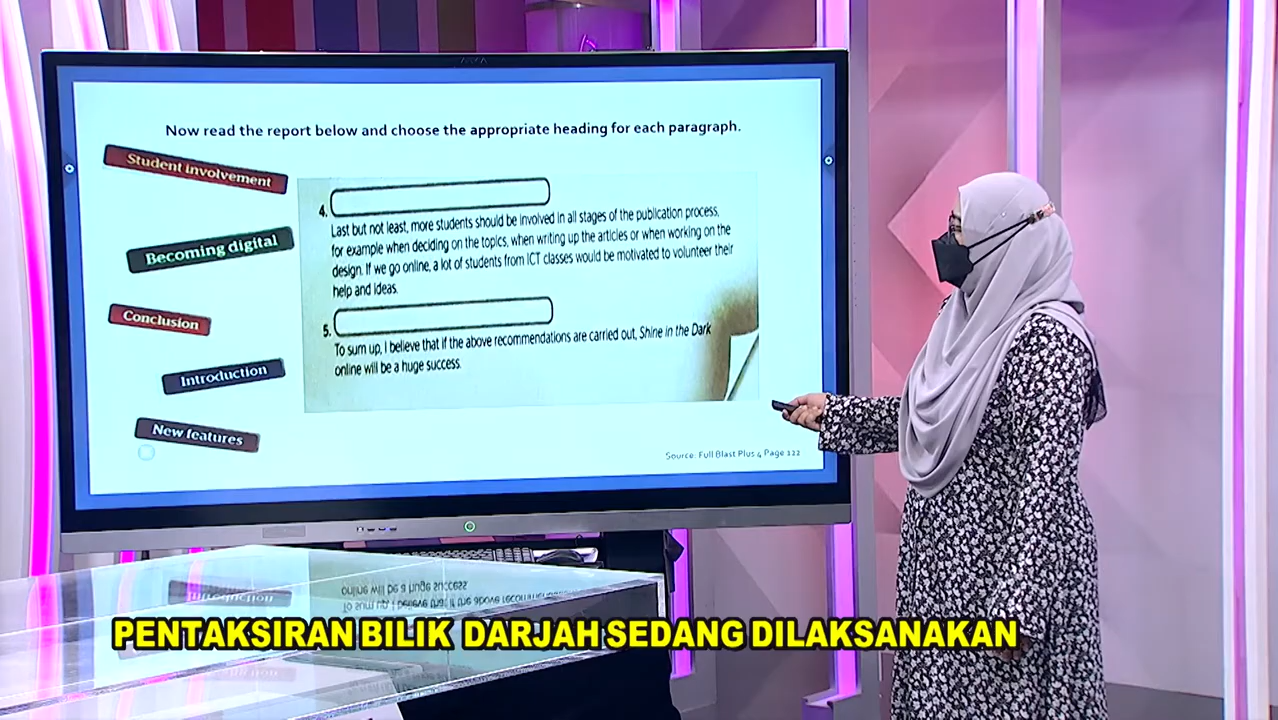 Now read the report below and choose the appropriate heading for each paragraph.
Student involvement
Becoming digital
Conclusion
Introduction
New features
4.
Last but not least, more students should be involved in all stages of the publication process,
for example when deciding on the topics, when writing up the articles or when working on the
design. If we go online, a lot of students from ICT classes would be motivated to volunteer their
help and ideas.
5.
To sum up, I believe that if the above recommendations are carried out, Shine in the Dark
online will be a huge success.
Source: Full Blast Plus 4 Page 122
PENTAKSIRAN BILIK DARJAH SEDANG DILAKSANAKAN